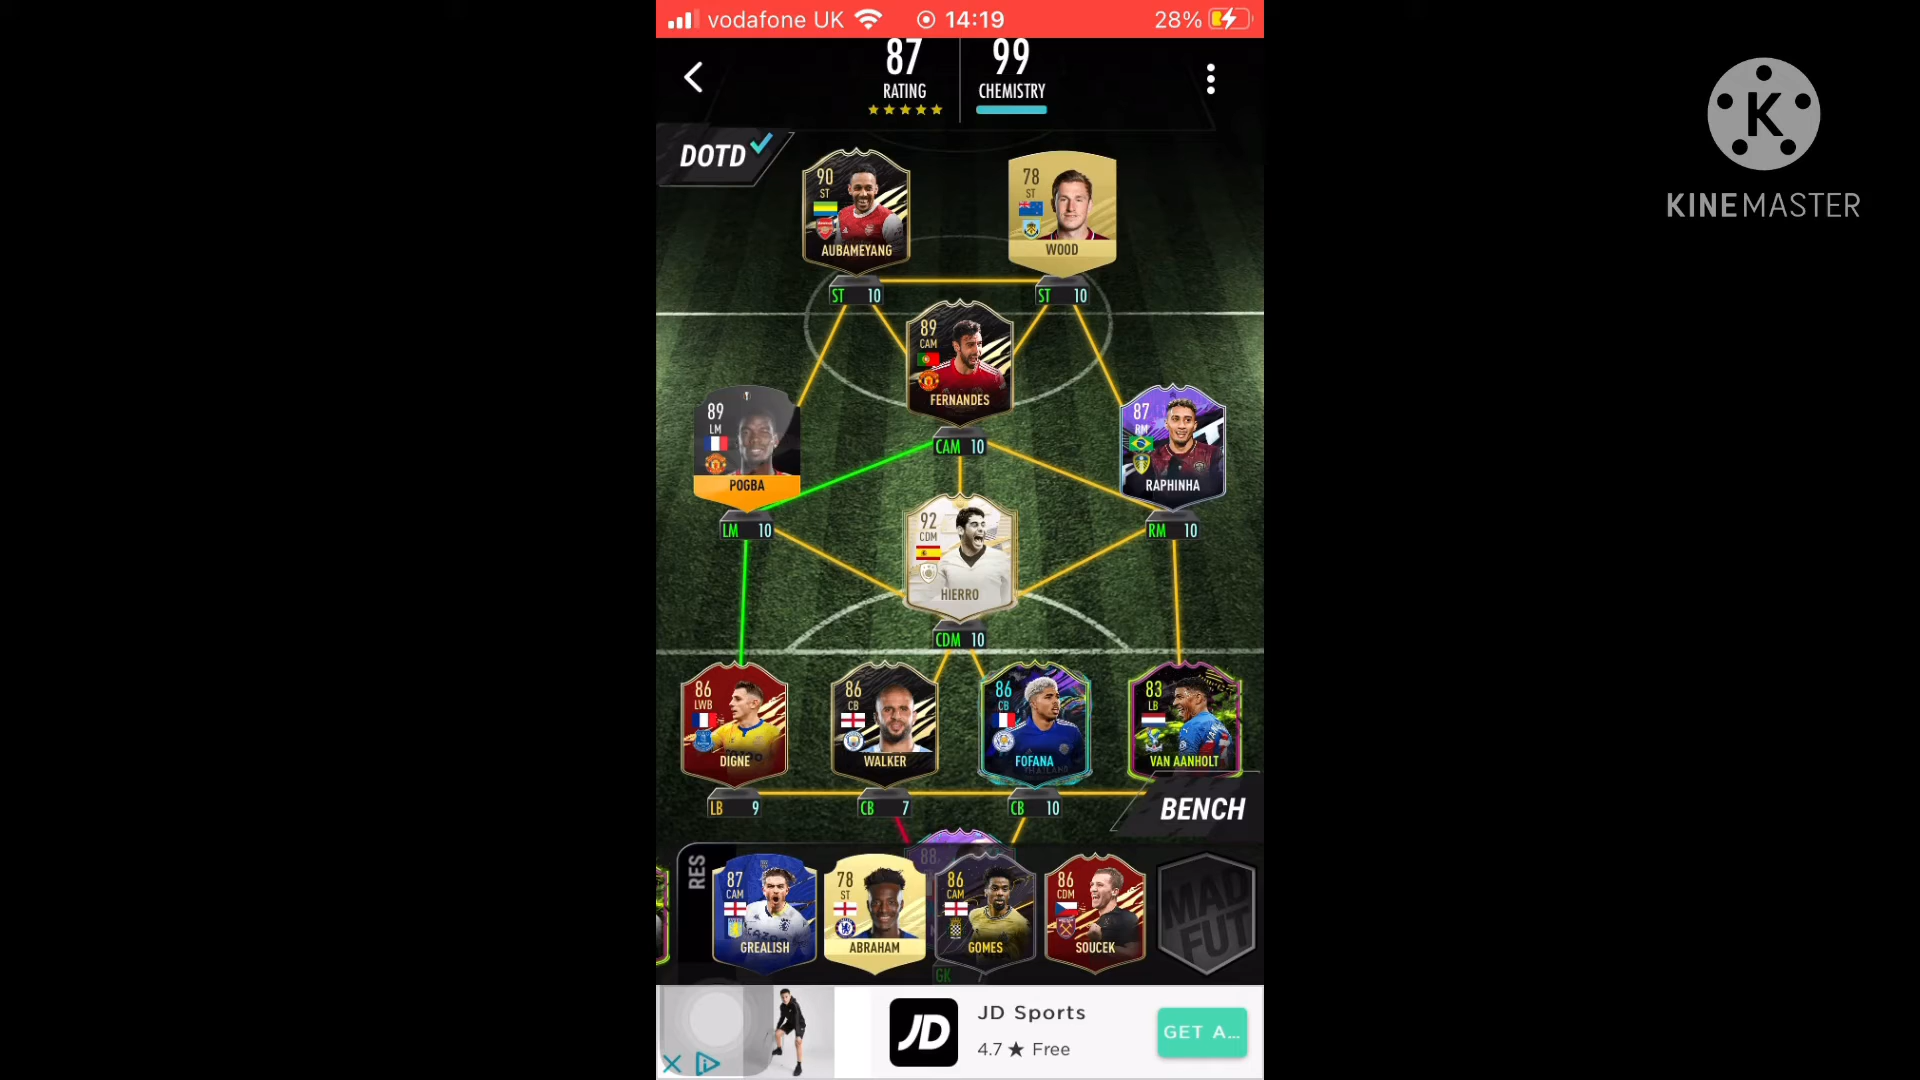 vodafone UK
14:19
28%
87
RATING
99
CHEMISTRY
DOTD
K
KINEMASTER
90
ST
AUBAMEYANG
ST 10
78
ST
WOOD
ST 10
89
CAM
FERNANDES
CAM 10
89
LM
POGBA
LM 10
87
RM
RAPHINHA
RM 10
92
CDM
HIERRO
CDM 10
86
LWB
DIGNE
LB 9
86
CB
WALKER
CB 7
86
CB
FOFANA
CB 10
83
LB
VAN AANHOLT
BENCH
88
RES
87
CAM
GREALISH
78
ST
ABRAHAM
86
CAM
GOMES
86
CDM
SOUCEK
MAD
FUT
GK
JD
JD Sports
4.7 ★ Free
GET A...